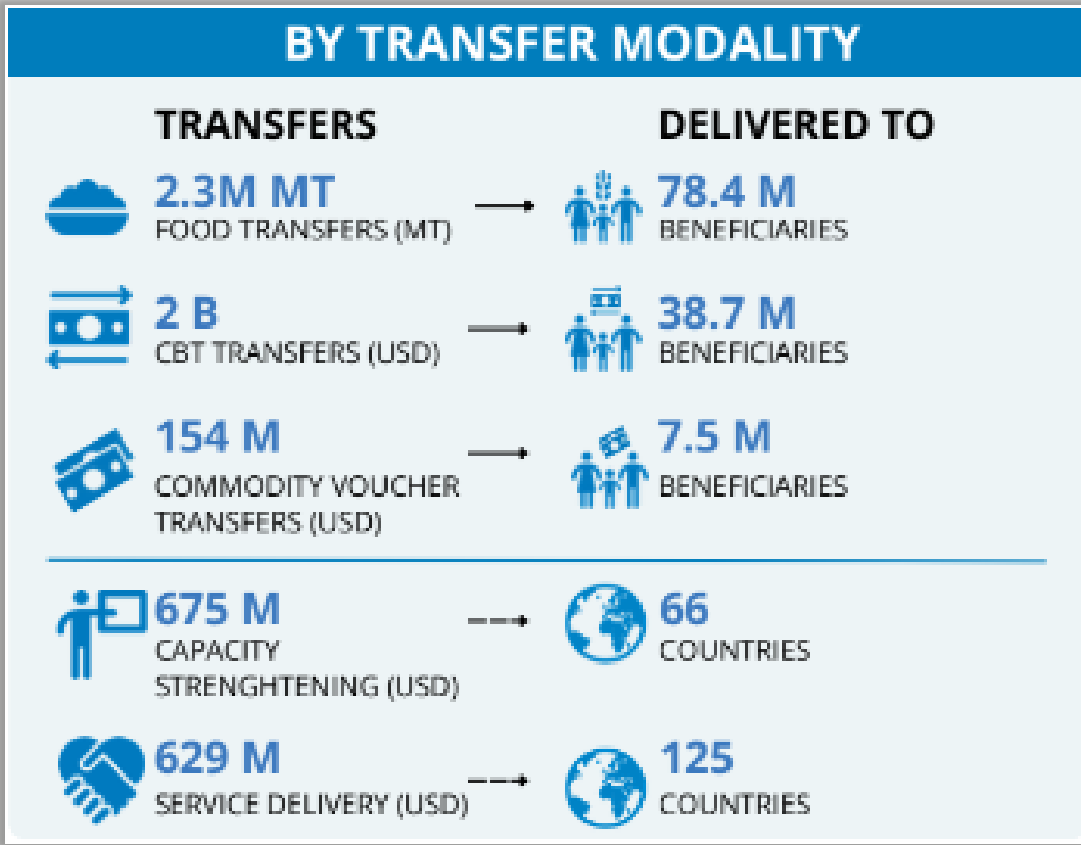 BY TRANSFER MODALITY
TRANSFERS
DELIVERED TO
2.3M MT
FOOD TRANSFERS (MT)
78.4 M
BENEFICIARIES
2 B
CBT TRANSFERS (USD)
38.7 M
BENEFICIARIES
154 M
COMMODITY VOUCHER
TRANSFERS (USD)
7.5 M
BENEFICIARIES
675 M
CAPACITY
STRENGHTENING (USD)
66
COUNTRIES
629 M
SERVICE DELIVERY (USD)
125
COUNTRIES